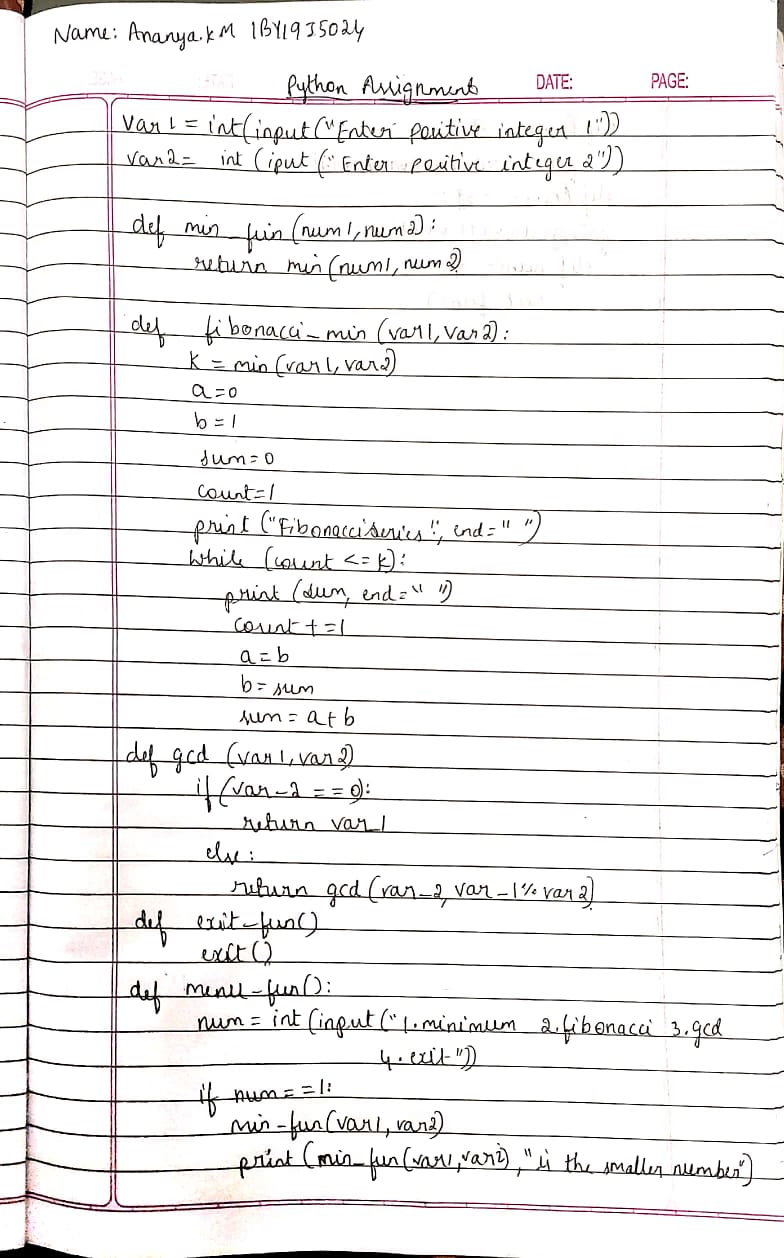 Name: Ananya.K M 1BY19IS024
Python Assignment DATE: PAGE:
Var 1 = int(input ("Enter positive integer 1"))
var2 = int (iput ("Enter positive integer 2"))
def min_fun (num1, num2):
return min (num1, num2)
def fibonacci_min (var1, var2):
K = min (var1, var2)
a=0
b=1
sum=0
count=1
print ("Fibonacci series", end=" ")
while (count <= k):
print (sum, end=" ")
count +=1
a=b
b=sum
sum = a+b
def gcd (var1, var2)
if (var_2 == 0):
return var1
else:
return gcd (var_2, var_1 % var2)
def exit_fun()
exit ()
def menu_fun():
num = int (input ("1.minimum 2.fibonacci 3.gcd
4.exit"))
if num==1:
min_fun(var1, var2)
print (min_fun (var1, var2), "is the smaller number")